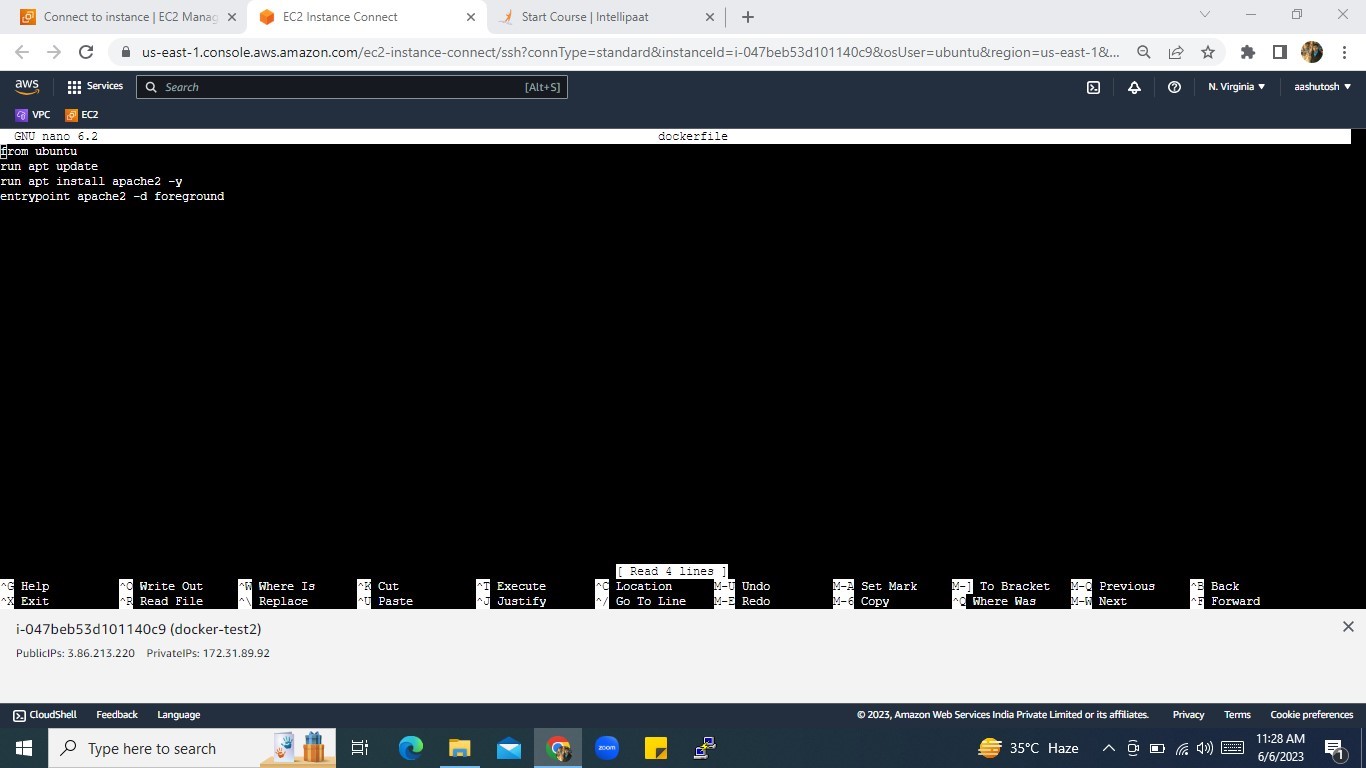 Connect to instance | EC2 Manag
EC2 Instance Connect
Start Course | Intellipaat
us-east-1.console.aws.amazon.com/ec2-instance-connect/ssh?connType=standard&instanceId=i-047beb53d101140c9&osUser=ubuntu&region=us-east-1&...
aws Services Search [Alt+S] N. Virginia aashutosh
VPC EC2
GNU nano 6.2 dockerfile
from ubuntu
run apt update
run apt install apache2 -y
entrypoint apache2 -d foreground
[ Read 4 lines ]
^G Help ^O Write Out ^W Where Is ^K Cut ^T Execute ^C Location M-U Undo M-A Set Mark M-] To Bracket M-Q Previous ^B Back
^X Exit ^R Read File ^\ Replace ^U Paste ^J Justify ^/ Go To Line M-E Redo M-6 Copy ^Q Where Was M-W Next ^F Forward
i-047beb53d101140c9 (docker-test2)
PublicIPs: 3.86.213.220 PrivateIPs: 172.31.89.92
CloudShell Feedback Language © 2023, Amazon Web Services India Private Limited or its affiliates. Privacy Terms Cookie preferences
Type here to search zoom 35°C Haze 11:28 AM
6/6/2023 1